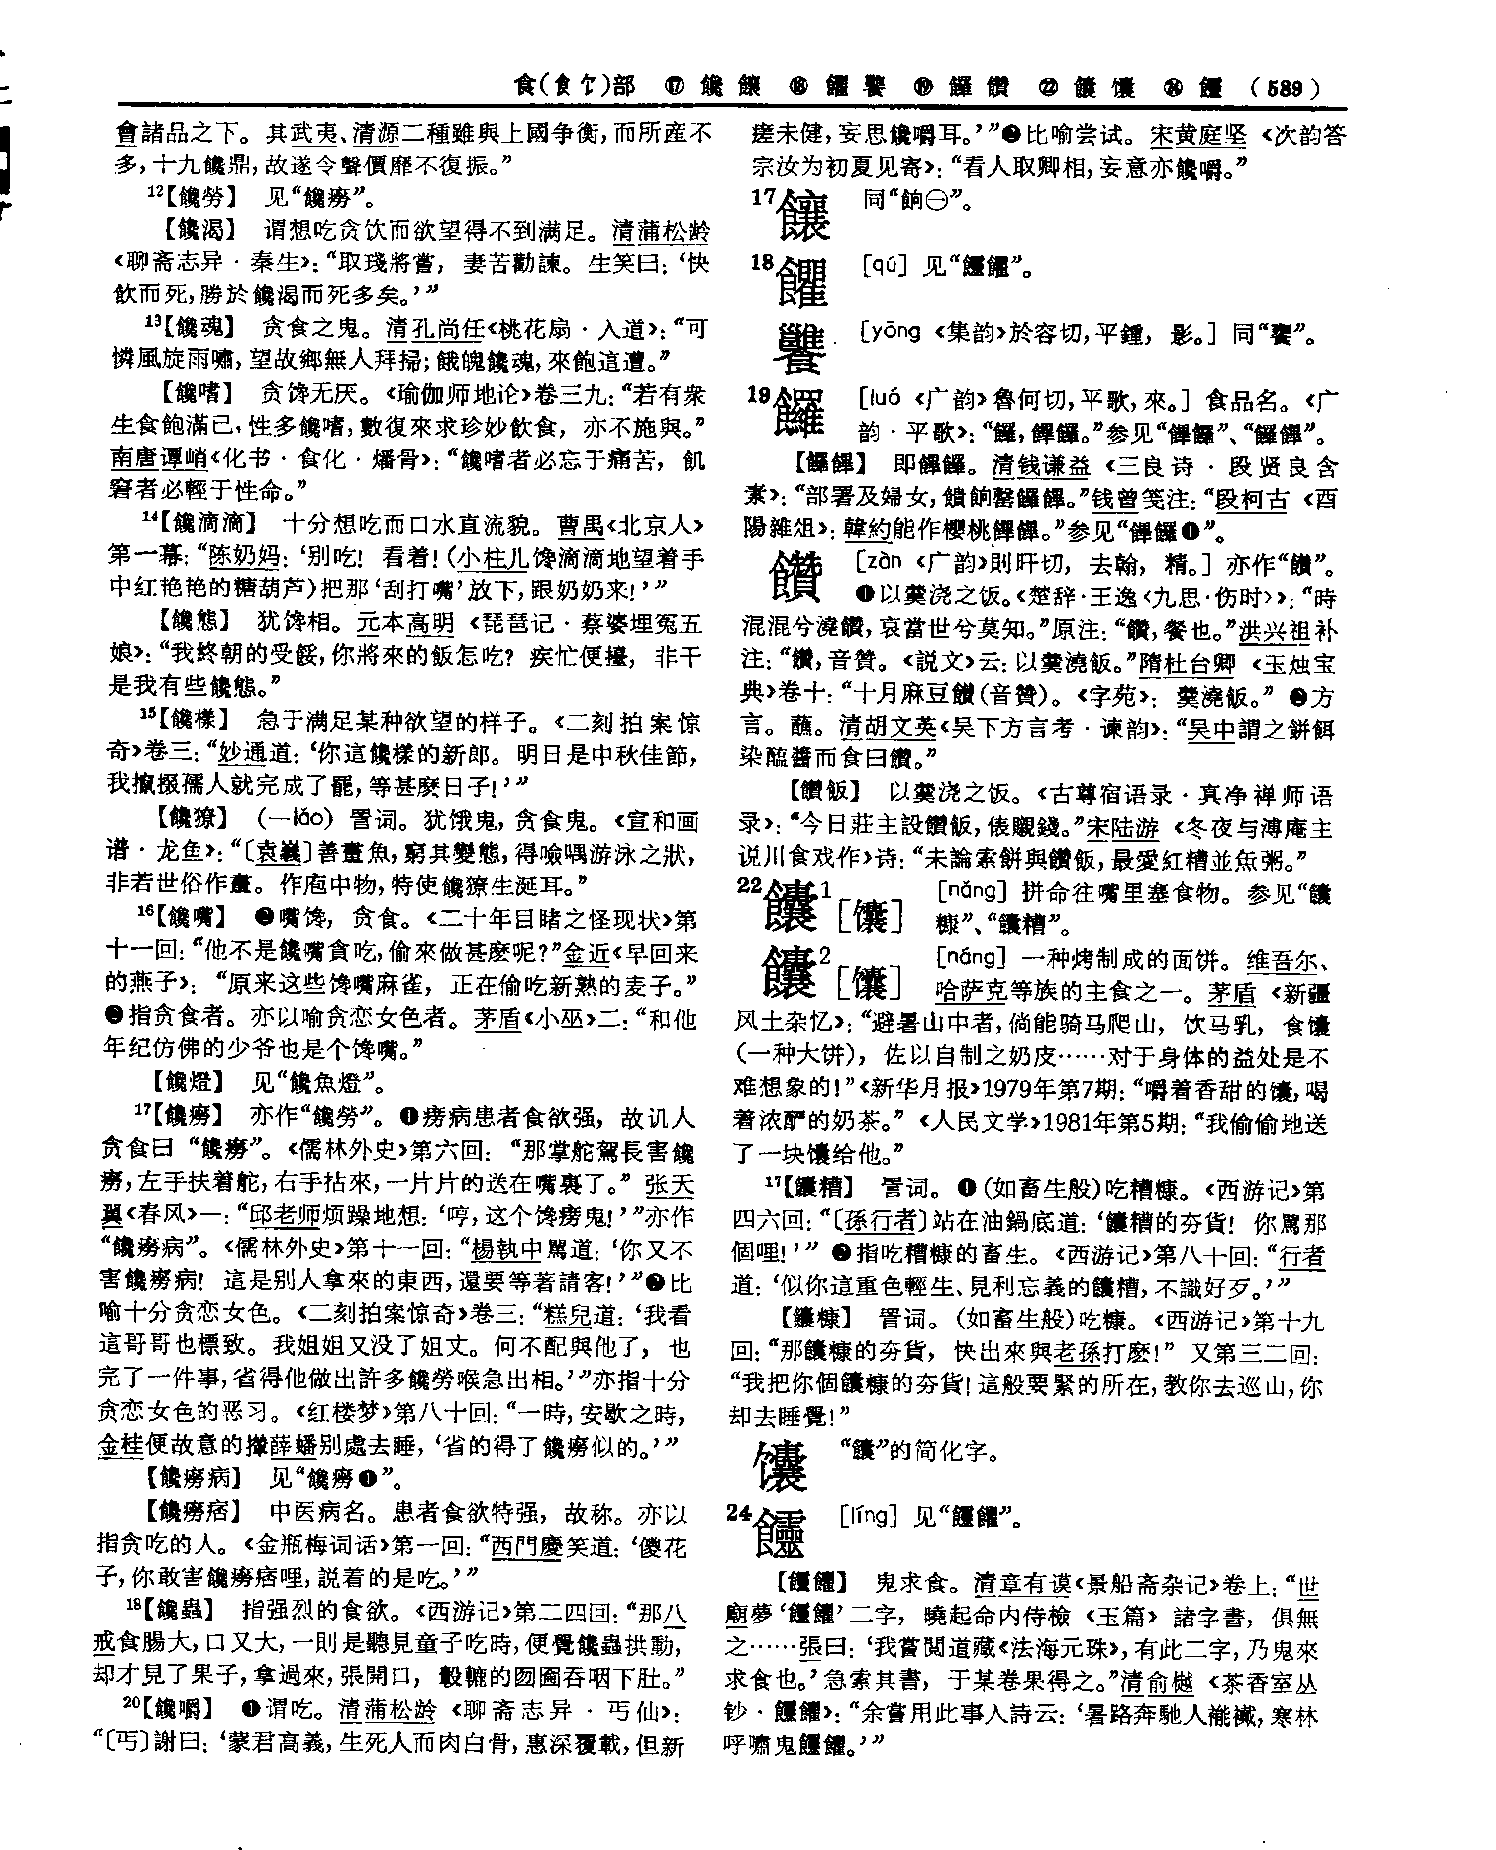 食(飠饣)部 ⑰ 饞饟 ⑱ 饠饔 ⑲ 饠饡 ㉒ 饢馕 ㉔ 䉖 (589)
會諸品之下。其武夷、清源二種雖與上國争衡,而所産不
多,十九饞鼎,故遂令聲價靡不復振。”
12【饞勞】 见“饞癆”。
【饞渴】 谓想吃贪饮而欲望得不到满足。清蒲松龄
《聊斋志异·秦生》:“取琖將嘗,妻苦勸諫。生笑曰:‘快
飲而死,勝於饞渴而死多矣。’”
13【饞魂】 贪食之鬼。清孔尚任《桃花扇·入道》:“可
憐風旋雨嘯,望故鄉無人拜掃;餓魄饞魂,來飽這遭。”
【饞嗜】 贪馋无厌。《瑜伽师地论》卷三九:“若有衆
生食飽滿已,性多饞嗜,數復來求珍妙飲食,亦不施與。”
南唐谭峭《化书·食化·燔骨》:“饞嗜者必忘于痛苦,飢
窘者必輕于性命。”
14【饞滴滴】 十分想吃而口水直流貌。曹禺《北京人》
第一幕:“陈奶妈:‘别吃!看着!(小柱儿馋滴滴地望着手
中红艳艳的糖葫芦)把那‘刮打嘴’放下,跟奶奶来!’”
【饞態】 犹馋相。元本高明《琵琶记·蔡婆埋冤五
娘》:“我終朝的受餒,你將來的飯怎吃?疾忙便擡,非干
是我有些饞態。”
15【饞樣】 急于满足某种欲望的样子。《二刻拍案惊
奇》卷三:“妙通道:‘你這饞樣的新郎。明日是中秋佳節,
我攛掇孺人就完成了罷,等甚麽日子!’”
【饞獠】 (—lǎo) 詈词。犹饿鬼,贪食鬼。《宣和画
谱·龙鱼》:“〔袁㠖〕善畫魚,窮其變態,得噞喁游泳之狀,
非若世俗作畫。作庖中物,特使饞獠生涎耳。”
16【饞嘴】 ❶嘴馋,贪食。《二十年目睹之怪现状》第
十一回:“他不是饞嘴貪吃,偷來做甚麽呢?”金近《早回来
的燕子》:“原来这些馋嘴麻雀,正在偷吃新熟的麦子。”
❷指贪食者。亦以喻贪恋女色者。茅盾《小巫》二:“和他
年纪仿佛的少爷也是个馋嘴。”
【饞燈】 见“饞魚燈”。
17【饞癆】 亦作“饞勞”。❶痨病患者食欲强,故讥人
贪食曰“饞癆”。《儒林外史》第六回:“那掌舵駕長害饞
癆,左手扶着舵,右手拈來,一片片的送在嘴裏了。”张天
翼《春风》一:“邱老师烦躁地想:‘哼,这个馋痨鬼!’”亦作
“饞癆病”。《儒林外史》第十一回:“楊執中罵道:‘你又不
害饞癆病!這是别人拿來的東西,還要等著請客!’”❷比
喻十分贪恋女色。《二刻拍案惊奇》卷三:“糕兒道:‘我看
這哥哥也標致。我姐姐又没了姐丈。何不配與他了,也
完了一件事,省得他做出許多饞勞喉急出相。’”亦指十分
贪恋女色的恶习。《红楼梦》第八十回:“一時,安歇之時,
金桂便故意的攆薛蟠别處去睡,‘省的得了饞癆似的。’”
【饞癆病】 见“饞癆❶”。
【饞癆痞】 中医病名。患者食欲特强,故称。亦以
指贪吃的人。《金瓶梅词话》第一回:“西門慶笑道:‘傻花
子,你敢害饞癆痞哩,説着的是吃。’”
18【饞蟲】 指强烈的食欲。《西游记》第二四回:“那八
戒食腸大,口又大,一則是聽見童子吃時,便覺饞蟲拱動,
却才見了果子,拿過來,張開口,轂轆的囫圇吞咽下肚。”
20【饞嚼】 ❶谓吃。清蒲松龄《聊斋志异·丐仙》:
“〔丐〕謝曰:‘蒙君高義,生死人而肉白骨,惠深覆載,但新
瘥未健,妄思饞嚼耳。’”❷比喻尝试。宋黄庭坚《次韵答
宗汝为初夏见寄》:“看人取卿相,妄意亦饞嚼。”
17饟 同“餉㊀”。
18 [qú] 见“”。
[yōng《集韵》於容切,平鍾,影。] 同“饔”。
19饠 [luó《广韵》魯何切,平歌,來。] 食品名。《广
韵·平歌》:“饠,饆饠。”参见“饆饠”、“饠饆”。
【饠饆】 即饆饠。清钱谦益《三良诗·段贤良含
素》:“部署及婦女,饋餉罄饠饆。”钱曾笺注:“段柯古《酉
陽雜俎》:韓約能作櫻桃饆饠。”参见“饆饠❶”。
饡 [zàn《广韵》則旰切,去翰,精。] 亦作“䭕”。
❶以羹浇之饭。《楚辞·王逸〈九思·伤时〉》:“時
混混兮澆饡,哀當世兮莫知。”原注:“饡,餐也。”洪兴祖补
注:“饡,音贊。《説文》云:以羹澆飯。”隋杜台卿《玉烛宝
典》卷十:“十月麻豆饡(音贊)。《字苑》:羹澆飯。” ❷方
言。蘸。清胡文英《吴下方言考·谏韵》:“吴中謂之餅餌
染醯醬而食曰饡。”
【饡飯】 以羹浇之饭。《古尊宿语录·真净禅师语
录》:“今日莊主設饡飯,俵䞋錢。”宋陆游《冬夜与溥庵主
说川食戏作》诗:“未論索餅與饡飯,最愛紅糟並魚粥。”
22饢1[馕] [nǎng] 拼命往嘴里塞食物。参见“饢
糠”、“饢糟”。
饢2[馕] [náng] 一种烤制成的面饼。维吾尔、
哈萨克等族的主食之一。茅盾《新疆
风土杂忆》:“避暑山中者,倘能骑马爬山,饮马乳,食馕
(一种大饼),佐以自制之奶皮……对于身体的益处是不
难想象的!”《新华月报》1979年第7期:“嚼着香甜的馕,喝
着浓酽的奶茶。”《人民文学》1981年第5期:“我偷偷地送
了一块馕给他。”
17【饢糟】 詈词。❶(如畜生般)吃糟糠。《西游记》第
四六回:“〔孫行者〕站在油鍋底道:‘饢糟的夯貨!你罵那
個哩!’” ❷指吃糟糠的畜生。《西游记》第八十回:“行者
道:‘似你這重色輕生、見利忘義的饢糟,不識好歹。’”
【饢糠】 詈词。(如畜生般)吃糠。《西游记》第十九
回:“那饢糠的夯貨,快出來與老孫打麽!”又第三二回:
“我把你個饢糠的夯貨!這般要緊的所在,教你去巡山,你
却去睡覺!”
馕 “饢”的简化字。
24 [líng] 见“”。
【】 鬼求食。清章有谟《景船斋杂记》卷上:“世
廟夢‘’二字,曉起命内侍檢《玉篇》諸字書,俱無
之……張曰:‘我嘗閲道藏《法海元珠》,有此二字,乃鬼來
求食也。’急索其書,于某卷果得之。”清俞樾《茶香室丛
钞·》:“余嘗用此事入詩云:‘暑路奔馳人褦襶,寒林
呼嘯鬼。’”